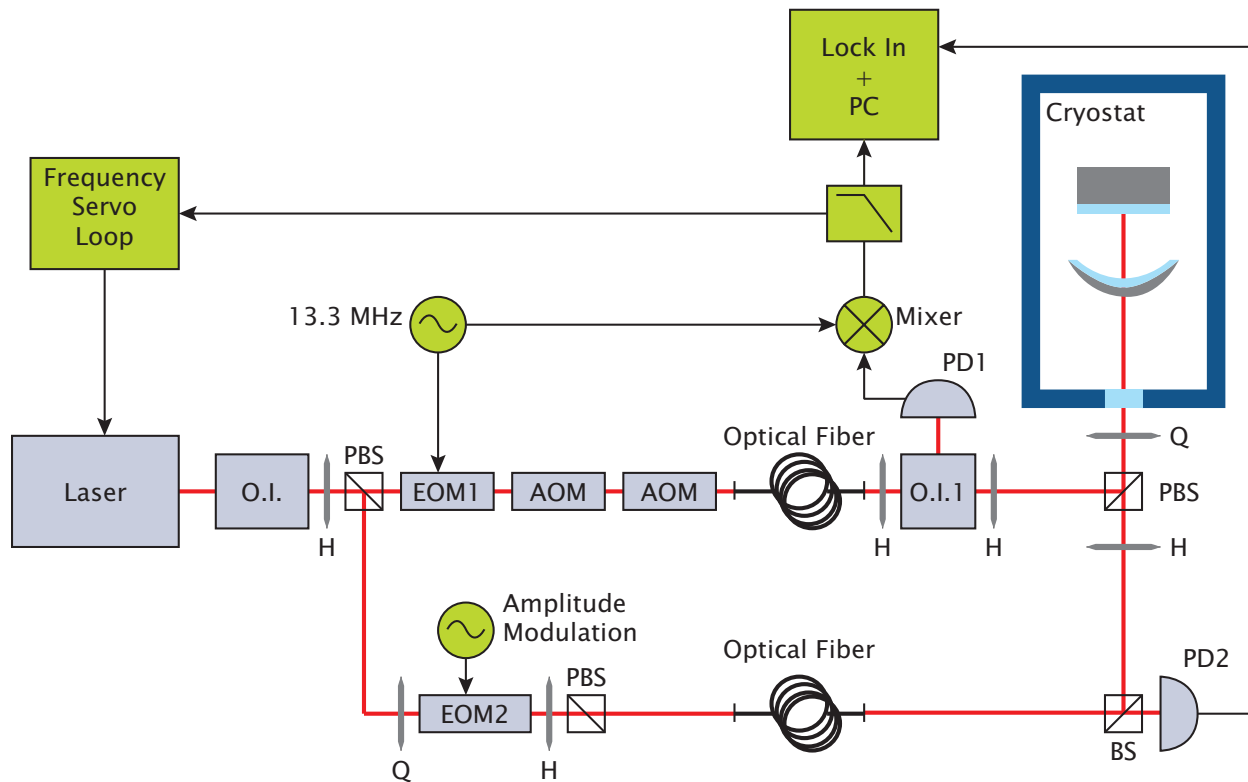 Lock In
+
PC
Cryostat
Frequency
Servo
Loop
13.3 MHz
Mixer
PD1
Optical Fiber
Q
PBS
Laser
O.I.
EOM1
AOM
AOM
O.I.1
PBS
H
H
H
H
Amplitude
Modulation
Optical Fiber
PBS
PD2
EOM2
Q
H
BS